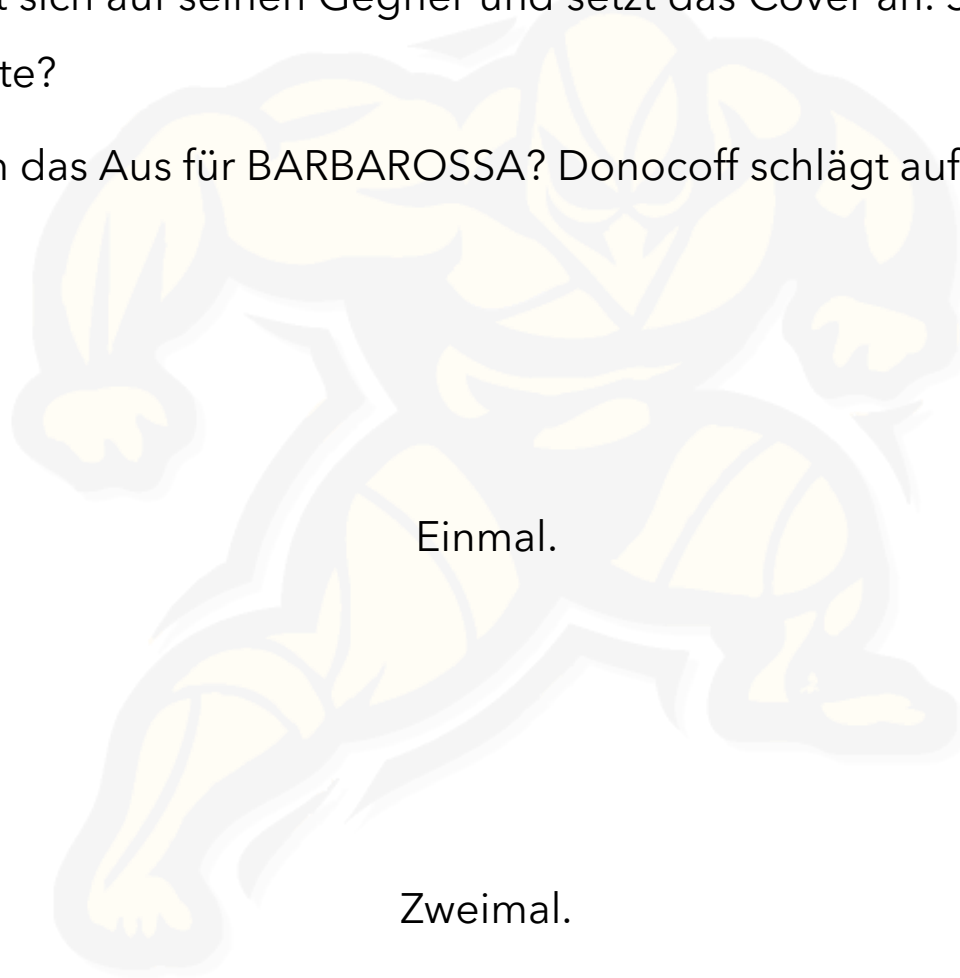 sich auf seinen Gegner und setzt das Cover an.
te?
das Aus für BARBAROSSA? Donocoff schlägt auf
Einmal.
Zweimal.